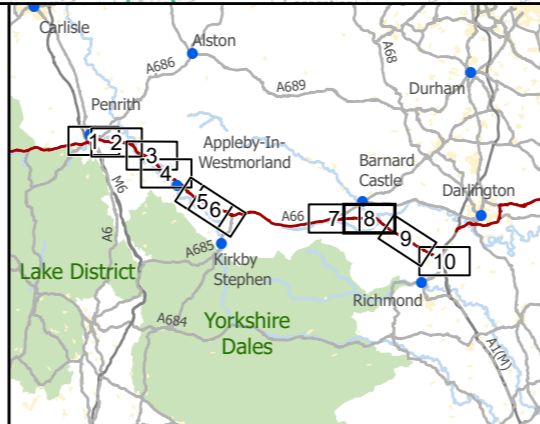 Carlisle
Alston
A686
A68
A689
Durham
Penrith
1
2
3
4
5
6
Appleby-In-
Westmorland
Barnard
Castle
Darlington
M6
A6
A66
7
8
9
10
A685
Kirkby
Stephen
Lake District
Richmond
A684
Yorkshire
Dales
A1(M)